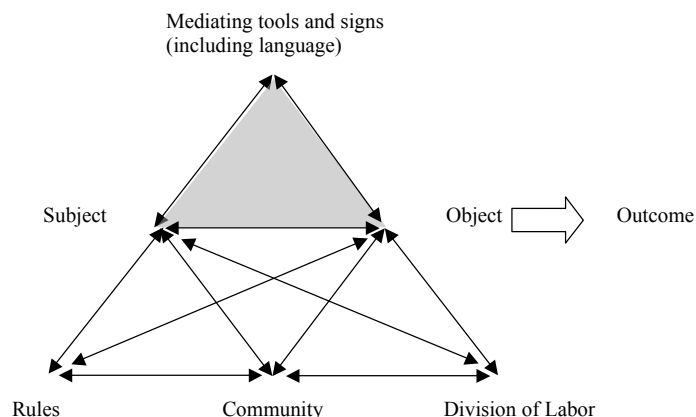 Mediating tools and signs
(including language)
Subject
Object
Outcome
Rules
Community
Division of Labor